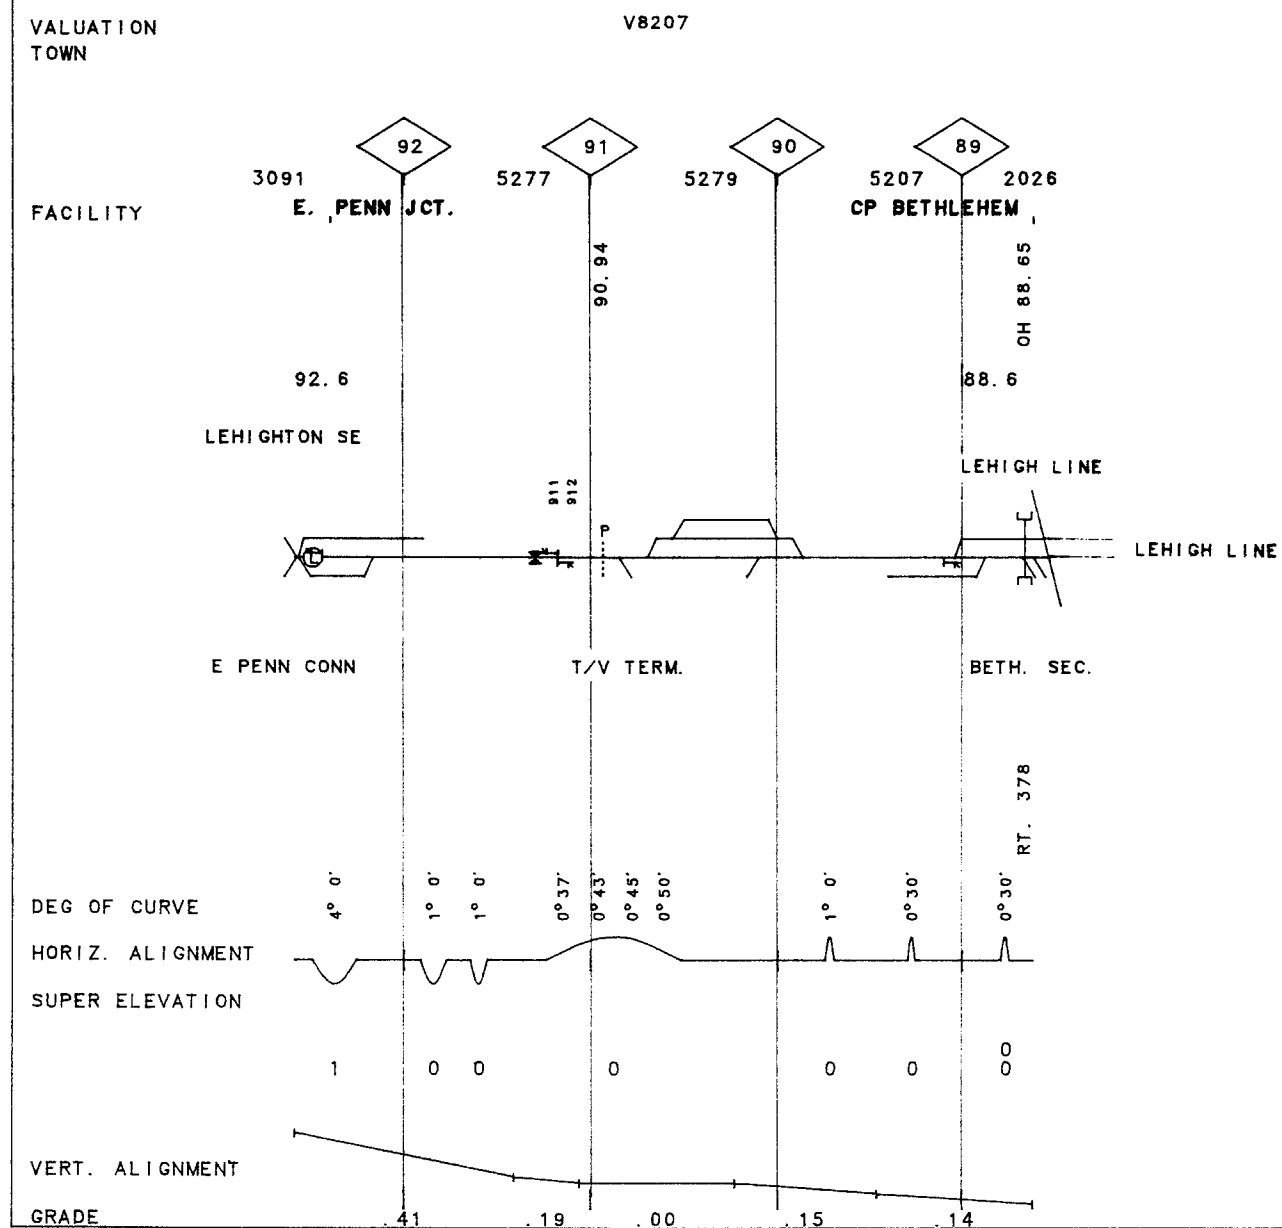 VALUATION V8207
TOWN
92 91 90 89
3091 5277 5279 5207 2026
FACILITY E. PENN JCT. CP BETHLEHEM
90.94
OH 88.65
92.6 88.6
LEHIGHTON SE
LEHIGH LINE
911
912
P
LEHIGH LINE
E PENN CONN T/V TERM. BETH. SEC.
RT. 378
DEG OF CURVE 4° 0' 1° 0' 1° 0' 0° 37' 0° 43' 0° 45' 0° 50' 1° 0' 0° 30' 0° 30'
HORIZ. ALIGNMENT
SUPER ELEVATION
0
1 0 0 0 0 0 0
VERT. ALIGNMENT
GRADE .41 .19 .00 .15 .14